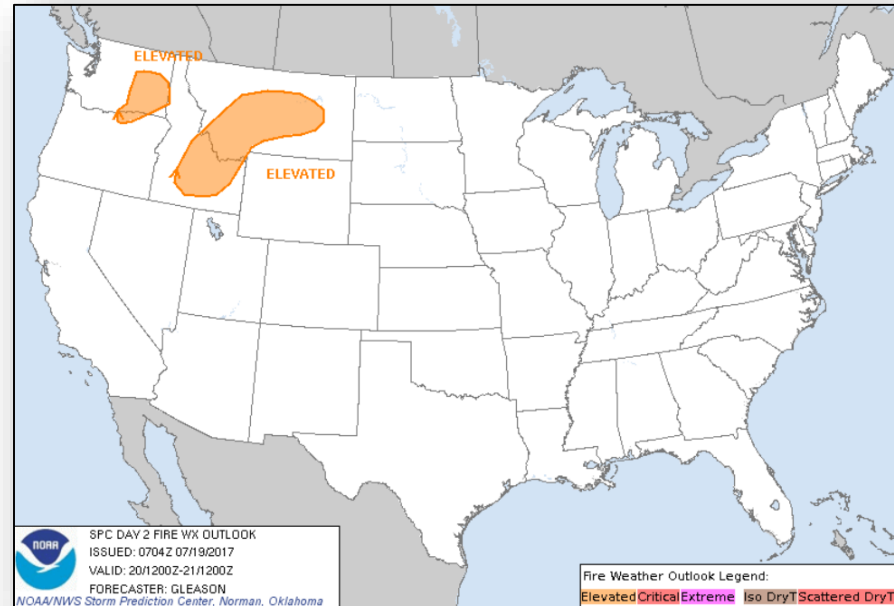 ELEVATED
ELEVATED
NOAA
SPC DAY 2 FIRE WX OUTLOOK
ISSUED: 0704Z 07/19/2017
VALID: 20/1200Z-21/1200Z
FORECASTER: GLEASON
NOAA/NWS Storm Prediction Center, Norman, Oklahoma
Fire Weather Outlook Legend:
Elevated Critical Extreme Iso DryT Scattered DryT